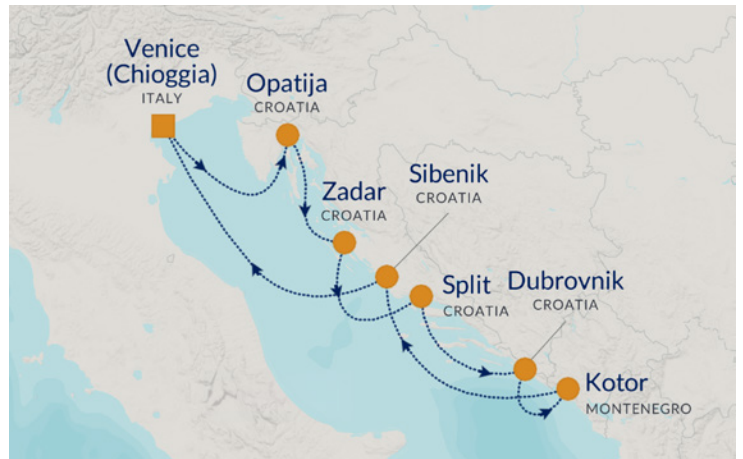 Venice
(Chioggia)
ITALY
Opatija
CROATIA
Zadar
CROATIA
Sibenik
CROATIA
Split
CROATIA
Dubrovnik
CROATIA
Kotor
MONTENEGRO